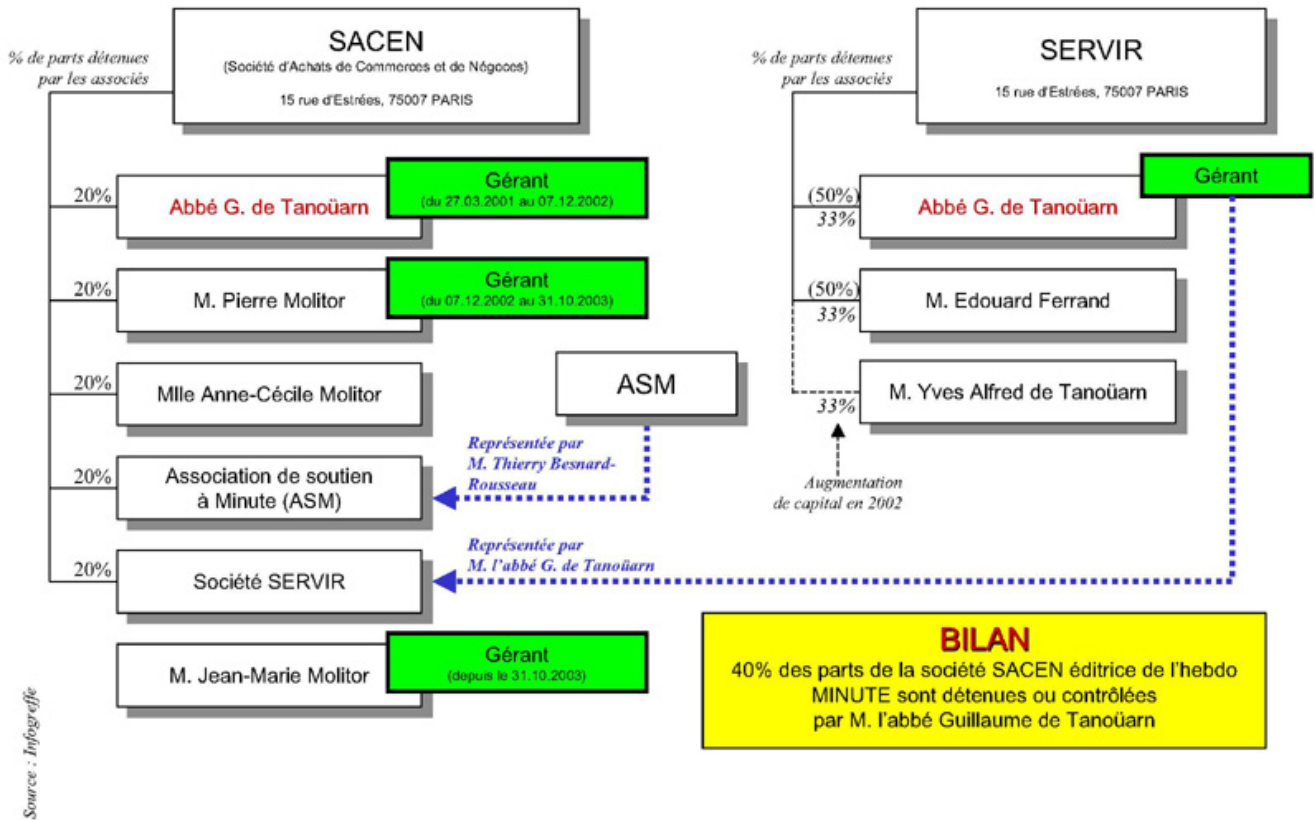 % de parts détenues
par les associés
SACEN
(Société d'Achats de Commerces et de Négoces)
15 rue d'Estrées, 75007 PARIS
20%
Abbé G. de Tanoüarn
Gérant
(du 27.03.2001 au 07.12.2002)
20%
M. Pierre Molitor
Gérant
(du 07.12.2002 au 31.10.2003)
20%
Mlle Anne-Cécile Molitor
20%
Association de soutien
à Minute (ASM)
ASM
Représentée par
M. Thierry Besnard-
Rousseau
20%
Société SERVIR
Représentée par
M. l'abbé G. de Tanoüarn
M. Jean-Marie Molitor
Gérant
(depuis le 31.10.2003)
% de parts détenues
par les associés
SERVIR
15 rue d'Estrées, 75007 PARIS
Gérant
(50%)
33%
Abbé G. de Tanoüarn
(50%)
33%
M. Edouard Ferrand
33%
M. Yves Alfred de Tanoüarn
Augmentation
de capital en 2002
BILAN
40% des parts de la société SACEN éditrice de l'hebdo
MINUTE sont détenues ou contrôlées
par M. l'abbé Guillaume de Tanoüarn
Source : Infogreffe